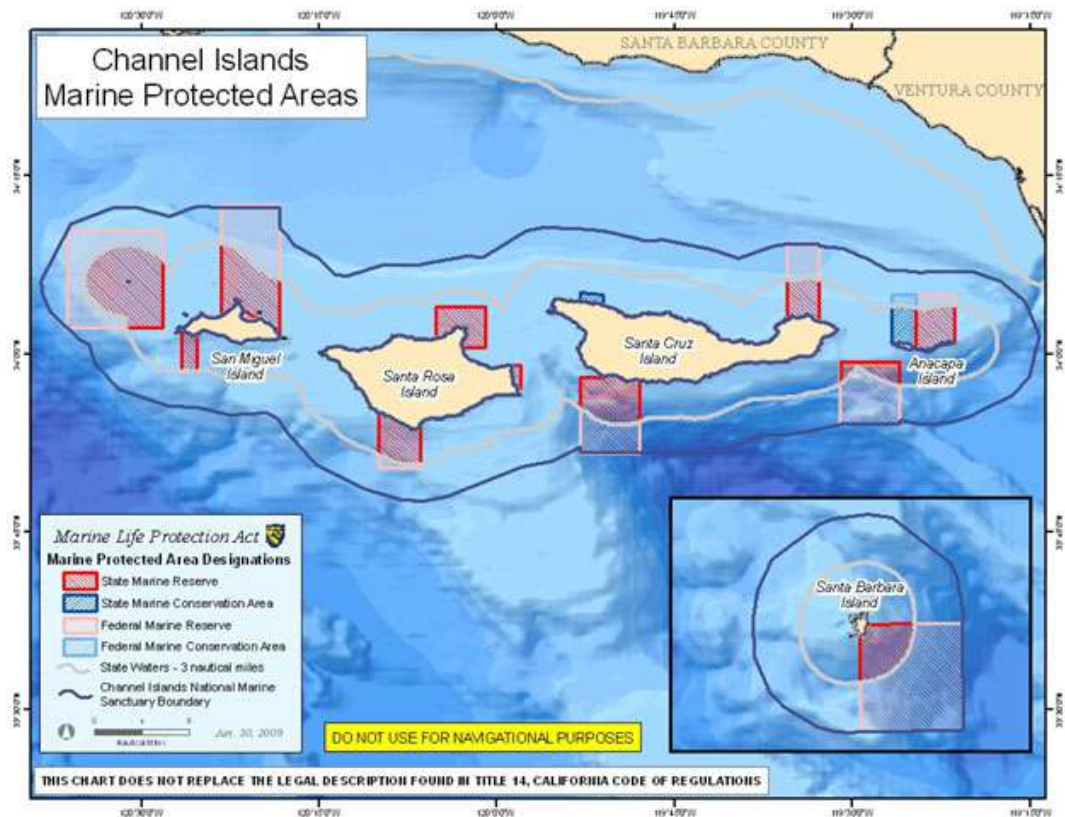 Channel Islands
Marine Protected Areas
SANTA BARBARA COUNTY
VENTURA COUNTY
San Miguel
Island
Santa Rosa
Island
Santa Cruz
Island
Anacapa
Island
Santa Barbara
Island
Marine Life Protection Act
Marine Protected Area Designations
State Marine Reserve
State Marine Conservation Area
Federal Marine Reserve
Federal Marine Conservation Area
State Waters - 3 nautical miles
Channel Islands National Marine
Sanctuary Boundary
Nautical Miles
Jun. 30, 2009
DO NOT USE FOR NAVIGATIONAL PURPOSES
THIS CHART DOES NOT REPLACE THE LEGAL DESCRIPTION FOUND IN TITLE 14, CALIFORNIA CODE OF REGULATIONS